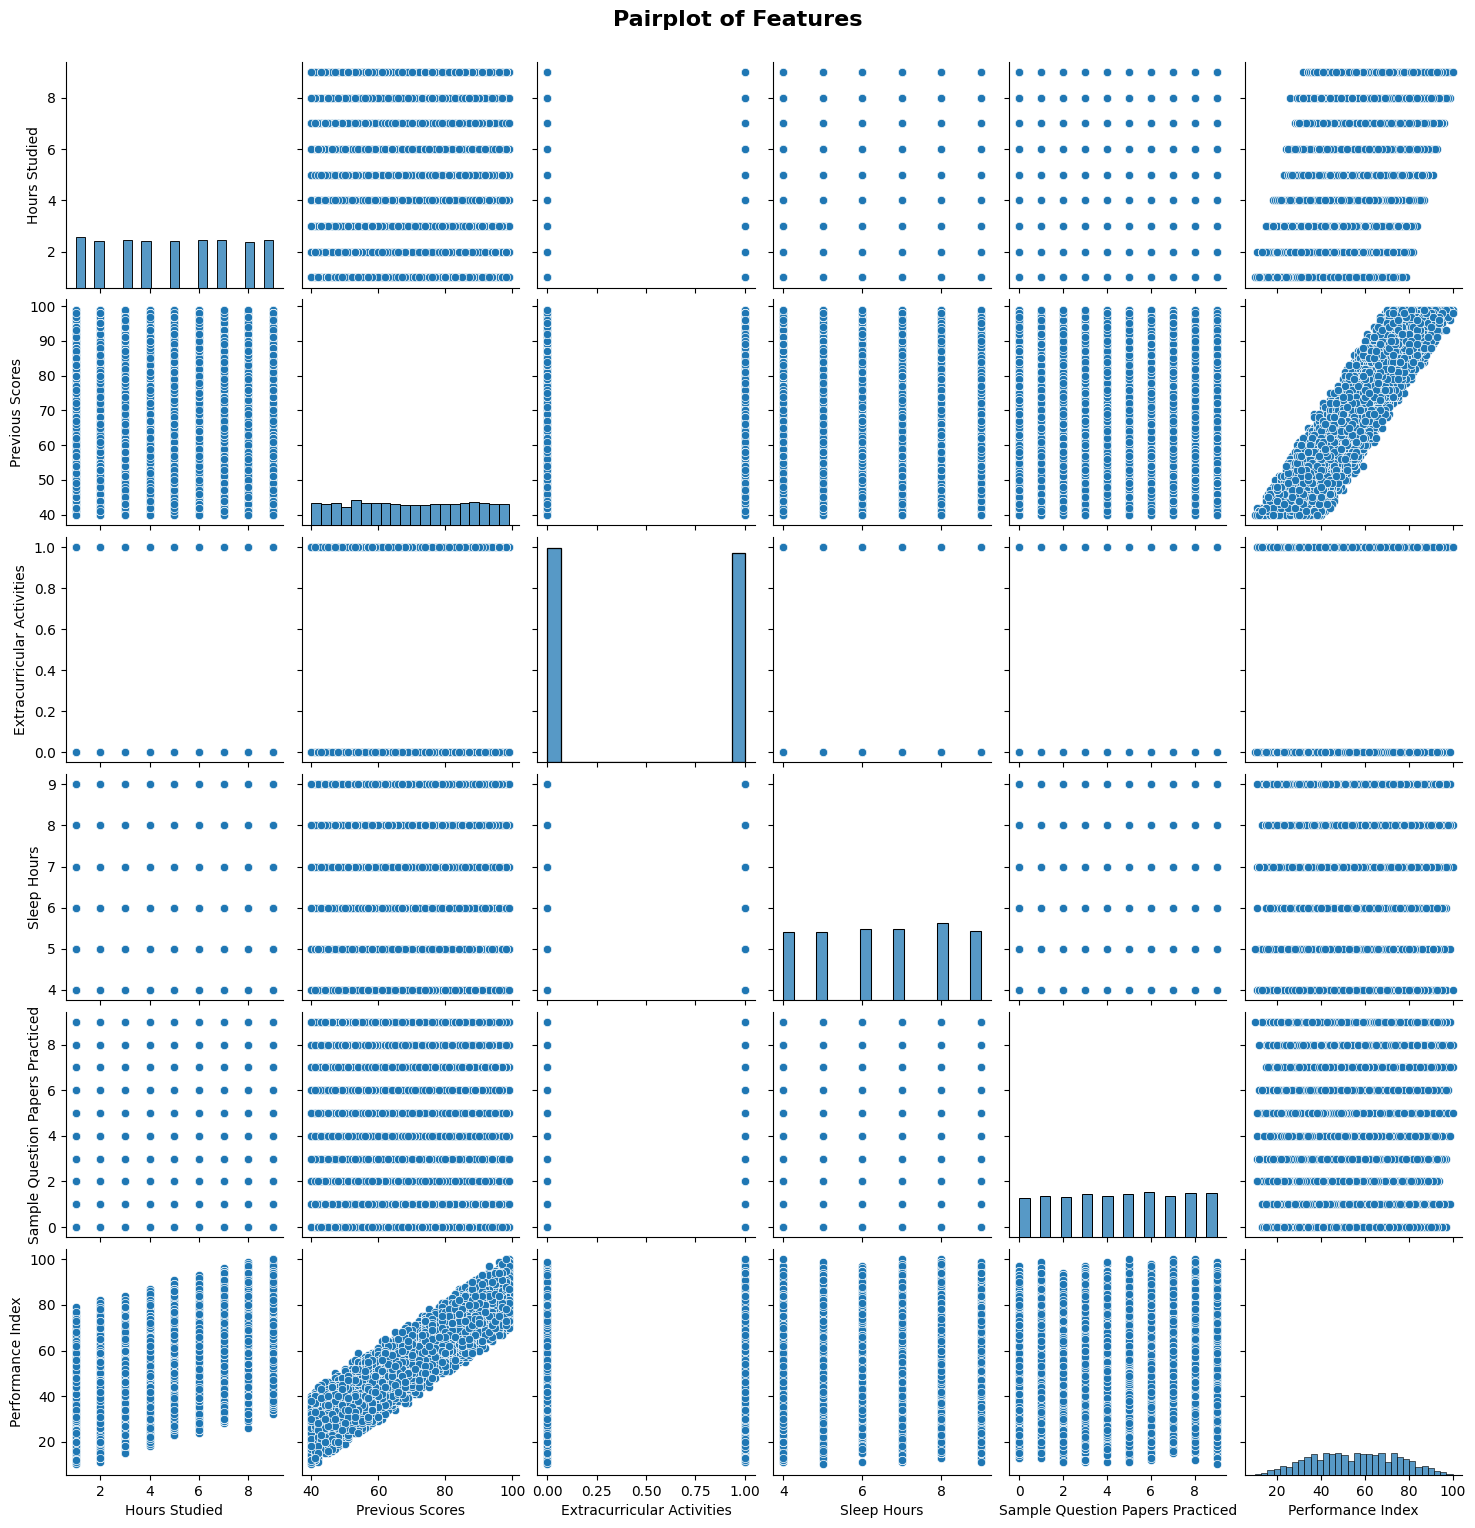 Pairplot of Features
Hours Studied
8
6
4
2
Previous Scores
100
90
80
70
60
50
40
Extracurricular Activities
1.0
0.8
0.6
0.4
0.2
0.0
Sleep Hours
9
8
7
6
5
4
Sample Question Papers Practiced
8
6
4
2
0
Performance Index
100
80
60
40
20
2 4 6 8
40 60 80 100
0.00 0.25 0.50 0.75 1.00
4 6 8
0 2 4 6 8
20 40 60 80 100
Hours Studied
Previous Scores
Extracurricular Activities
Sleep Hours
Sample Question Papers Practiced
Performance Index